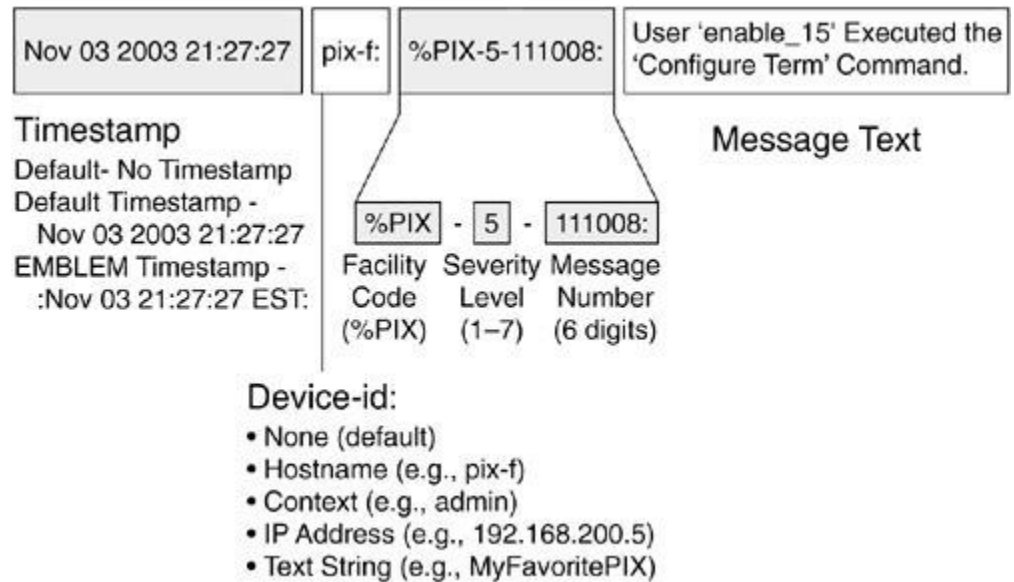 Nov 03 2003 21:27:27
pix-f:
%PIX-5-111008:
User ‘enable_15' Executed the
‘Configure Term’ Command.
Timestamp
Default- No Timestamp
Default Timestamp -
Nov 03 2003 21:27:27
EMBLEM Timestamp -
:Nov 03 21:27:27 EST:
Message Text
%PIX - 5 - 111008:
Facility Severity Message
Code Level Number
(%PIX) (1–7) (6 digits)
Device-id:
• None (default)
• Hostname (e.g., pix-f)
• Context (e.g., admin)
• IP Address (e.g., 192.168.200.5)
• Text String (e.g., MyFavoritePIX)